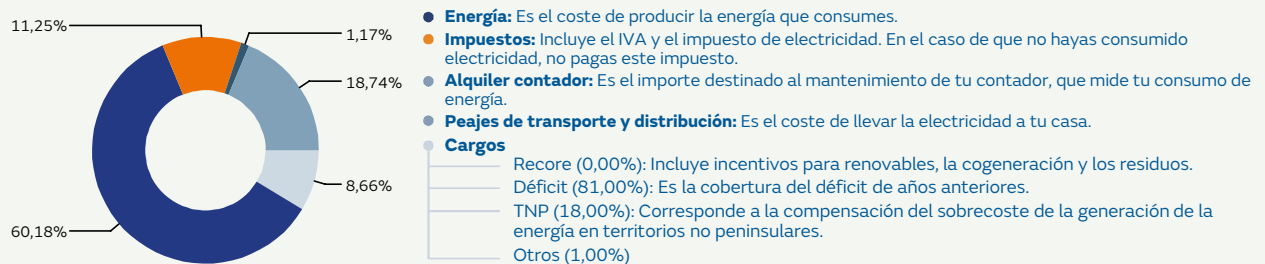 11,25%
1,17%
18,74%
8,66%
60,18%
Energía: Es el coste de producir la energía que consumes.
Impuestos: Incluye el IVA y el impuesto de electricidad. En el caso de que no hayas consumido
electricidad, no pagas este impuesto.
Alquiler contador: Es el importe destinado al mantenimiento de tu contador, que mide tu consumo de
energía.
Peajes de transporte y distribución: Es el coste de llevar la electricidad a tu casa.
Cargos
Recore (0,00%): Incluye incentivos para renovables, la cogeneración y los residuos.
Déficit (81,00%): Es la cobertura del déficit de años anteriores.
TNP (18,00%): Corresponde a la compensación del sobrecoste de la generación de la
energía en territorios no peninsulares.
Otros (1,00%)